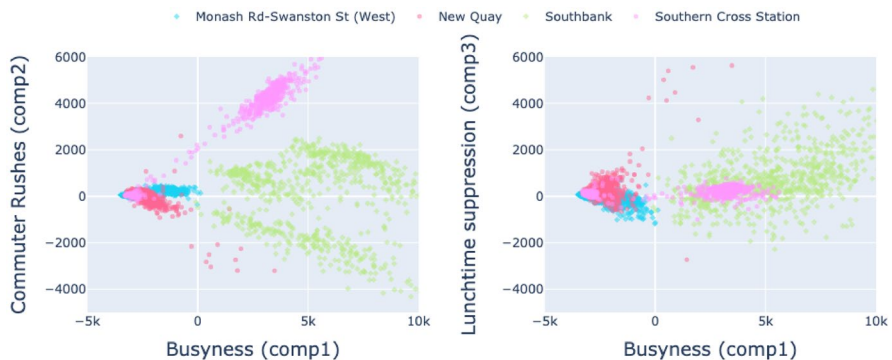 Monash Rd-Swanston St (West) New Quay Southbank Southern Cross Station
Commuter Rushes (comp2)
6000
4000
2000
0
−2000
−4000
−5k 0 5k 10k
Busyness (comp1)
Lunchtime suppression (comp3)
6000
4000
2000
0
−2000
−4000
−5k 0 5k 10k
Busyness (comp1)